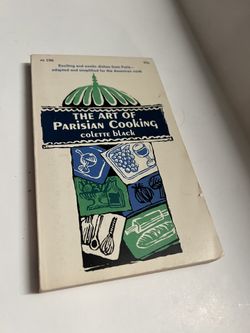 Exciting and exotic dishes from Paris—
adapted and simplified for the American cook
THE ART OF
PARISIAN COOKING
COLETTE BLACK